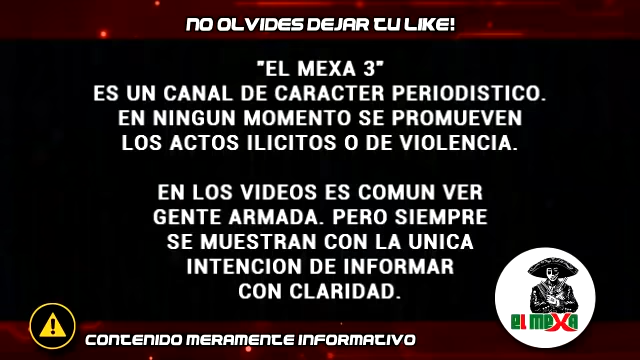 NO OLVIDES DEJAR TU LIKE!
"EL MEXA 3"
ES UN CANAL DE CARACTER PERIODISTICO.
EN NINGUN MOMENTO SE PROMUEVEN
LOS ACTOS ILICITOS O DE VIOLENCIA.
EN LOS VIDEOS ES COMUN VER
GENTE ARMADA. PERO SIEMPRE
SE MUESTRAN CON LA UNICA
INTENCION DE INFORMAR
CON CLARIDAD.
EL MEXA
CONTENIDO MERAMENTE INFORMATIVO